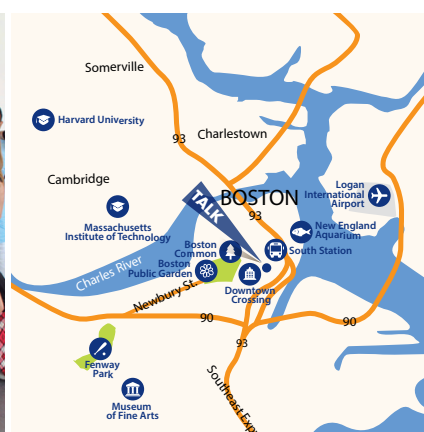 Somerville
Harvard University
93
Charlestown
Cambridge
Logan
International
Airport
TALK
BOSTON
93
Massachusetts
Institute of Technology
New England
Aquarium
Boston
Common
South Station
Charles River
Boston
Public Garden
Newbury St.
Downtown
Crossing
90
90
93
Fenway
Park
Southeast Exp
Museum
of Fine Arts